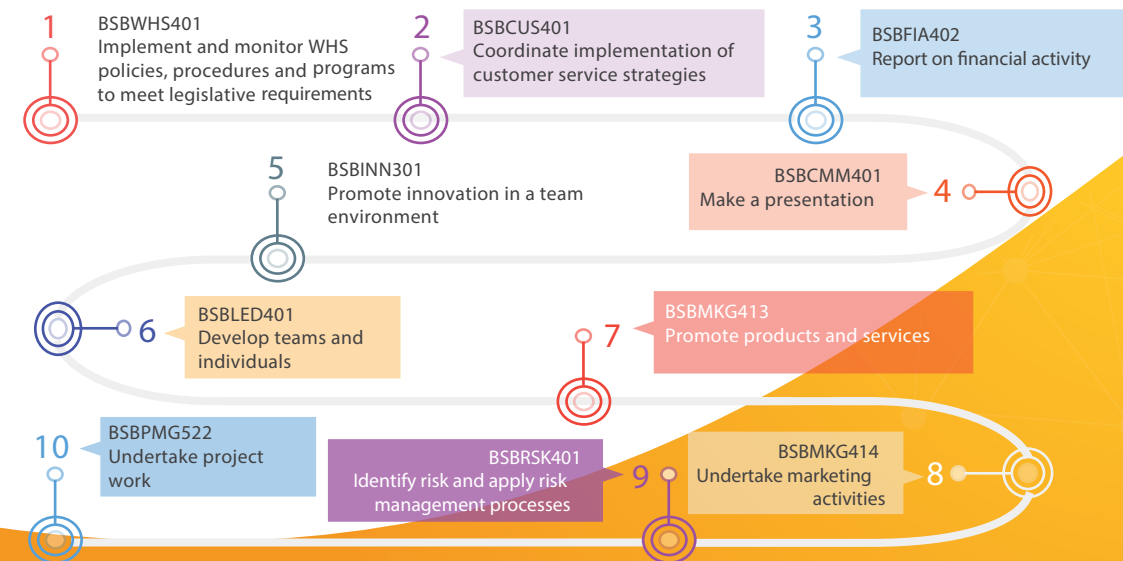 1
BSBWHS401
Implement and monitor WHS
policies, procedures and programs
to meet legislative requirements
2
BSBCUS401
Coordinate implementation of
customer service strategies
3
BSBFIA402
Report on financial activity
4
BSBCMM401
Make a presentation
5
BSBINN301
Promote innovation in a team
environment
6
BSBLED401
Develop teams and
individuals
7
BSBMKG413
Promote products and services
8
BSBMKG414
Undertake marketing
activities
9
BSBRSK401
Identify risk and apply risk
management processes
10
BSBPMG522
Undertake project
work